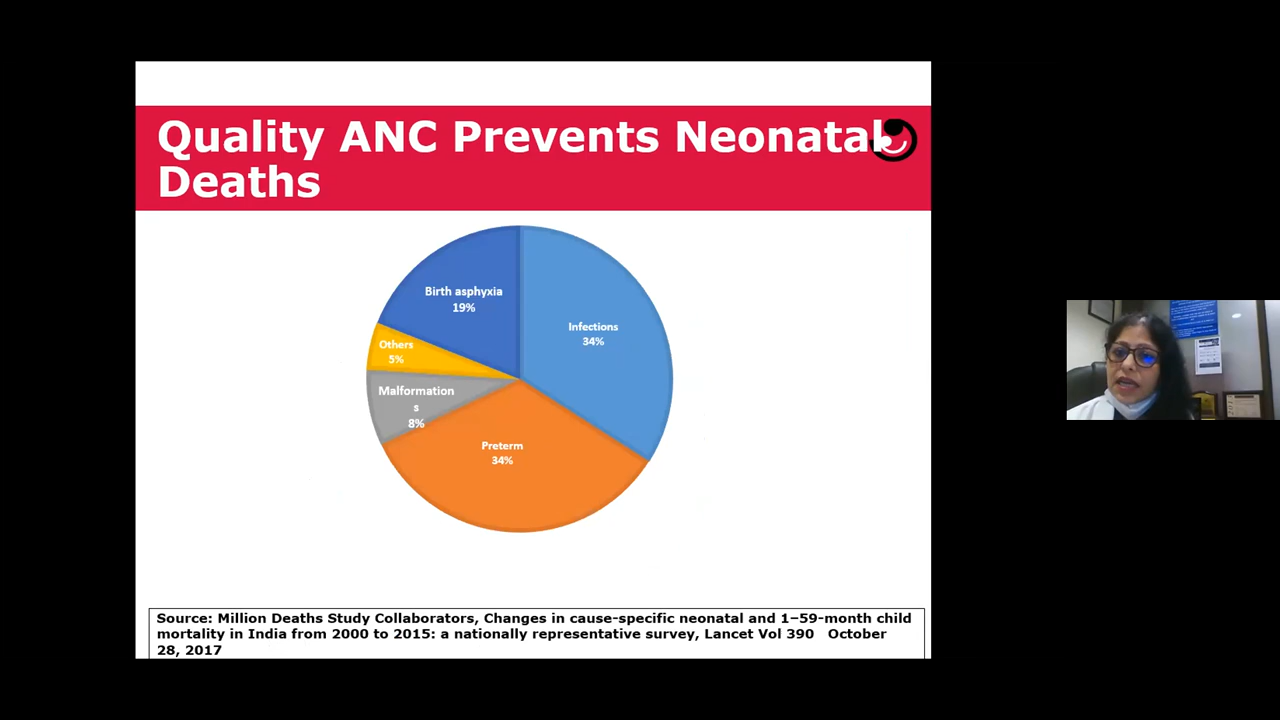 Quality ANC Prevents Neonatal
Deaths
Birth asphyxia
19%
Infections
34%
Others
5%
Malformation
s
8%
Preterm
34%
Source: Million Deaths Study Collaborators, Changes in cause-specific neonatal and 1–59-month child
mortality in India from 2000 to 2015: a nationally representative survey, Lancet Vol 390 October
28, 2017